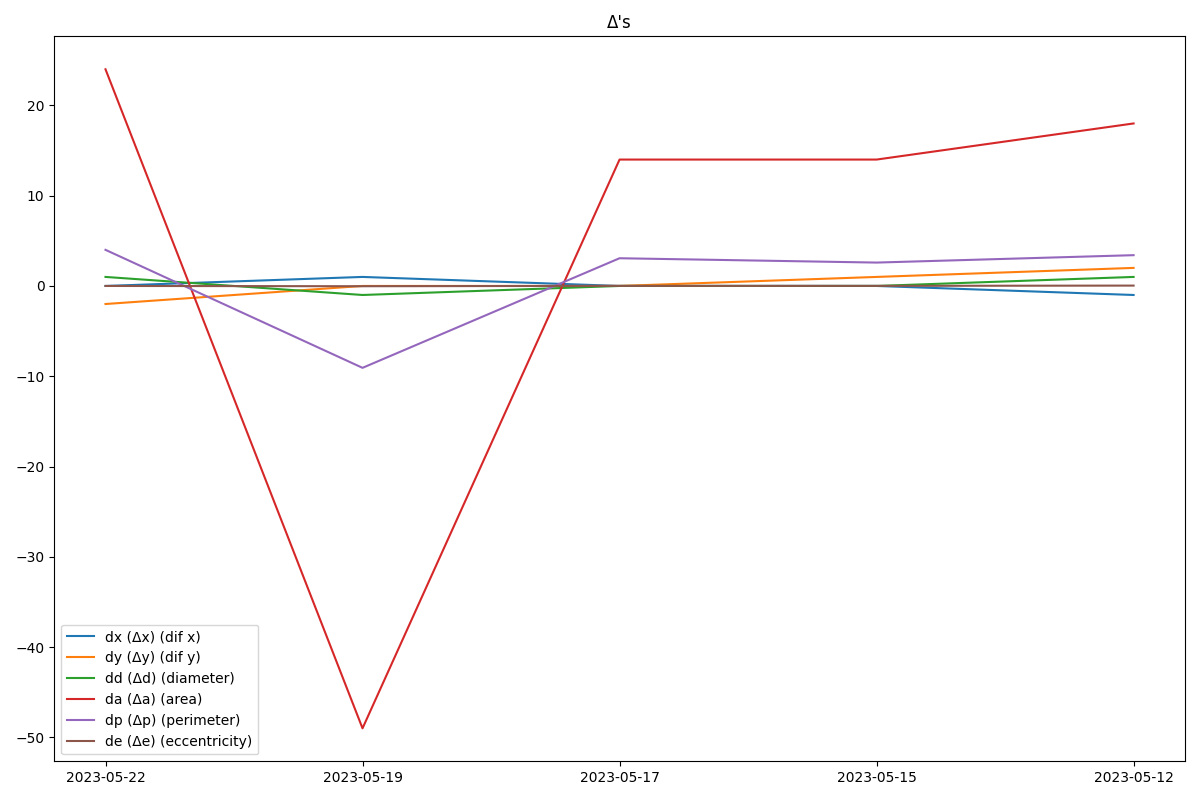 Δ's
20
10
0
−10
−20
−30
−40
−50
dx (Δx) (dif x)
dy (Δy) (dif y)
dd (Δd) (diameter)
da (Δa) (area)
dp (Δp) (perimeter)
de (Δe) (eccentricity)
2023-05-22 2023-05-19 2023-05-17 2023-05-15 2023-05-12